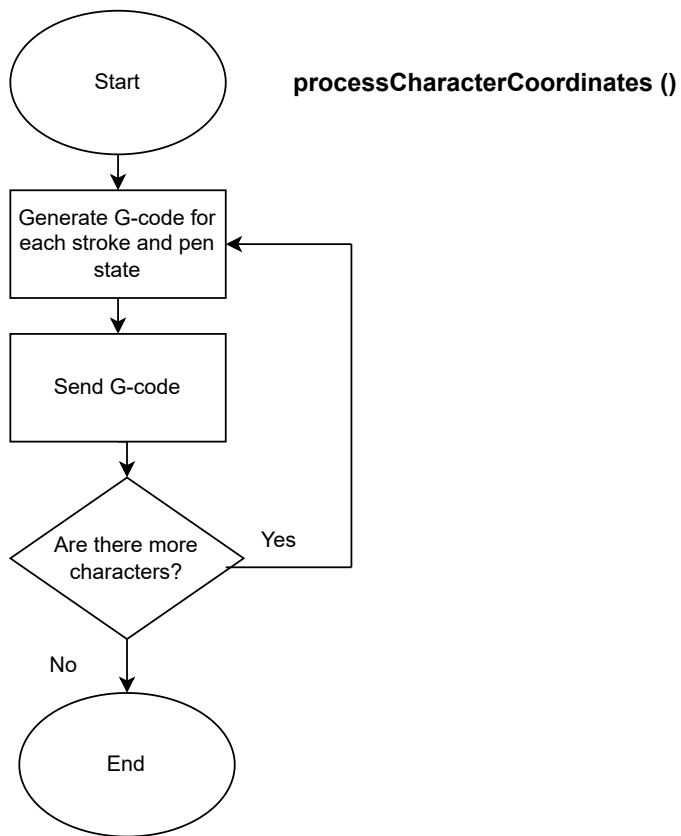 Start
processCharacterCoordinates ()
Generate G-code for
each stroke and pen
state
Send G-code
Are there more
characters?
Yes
No
End